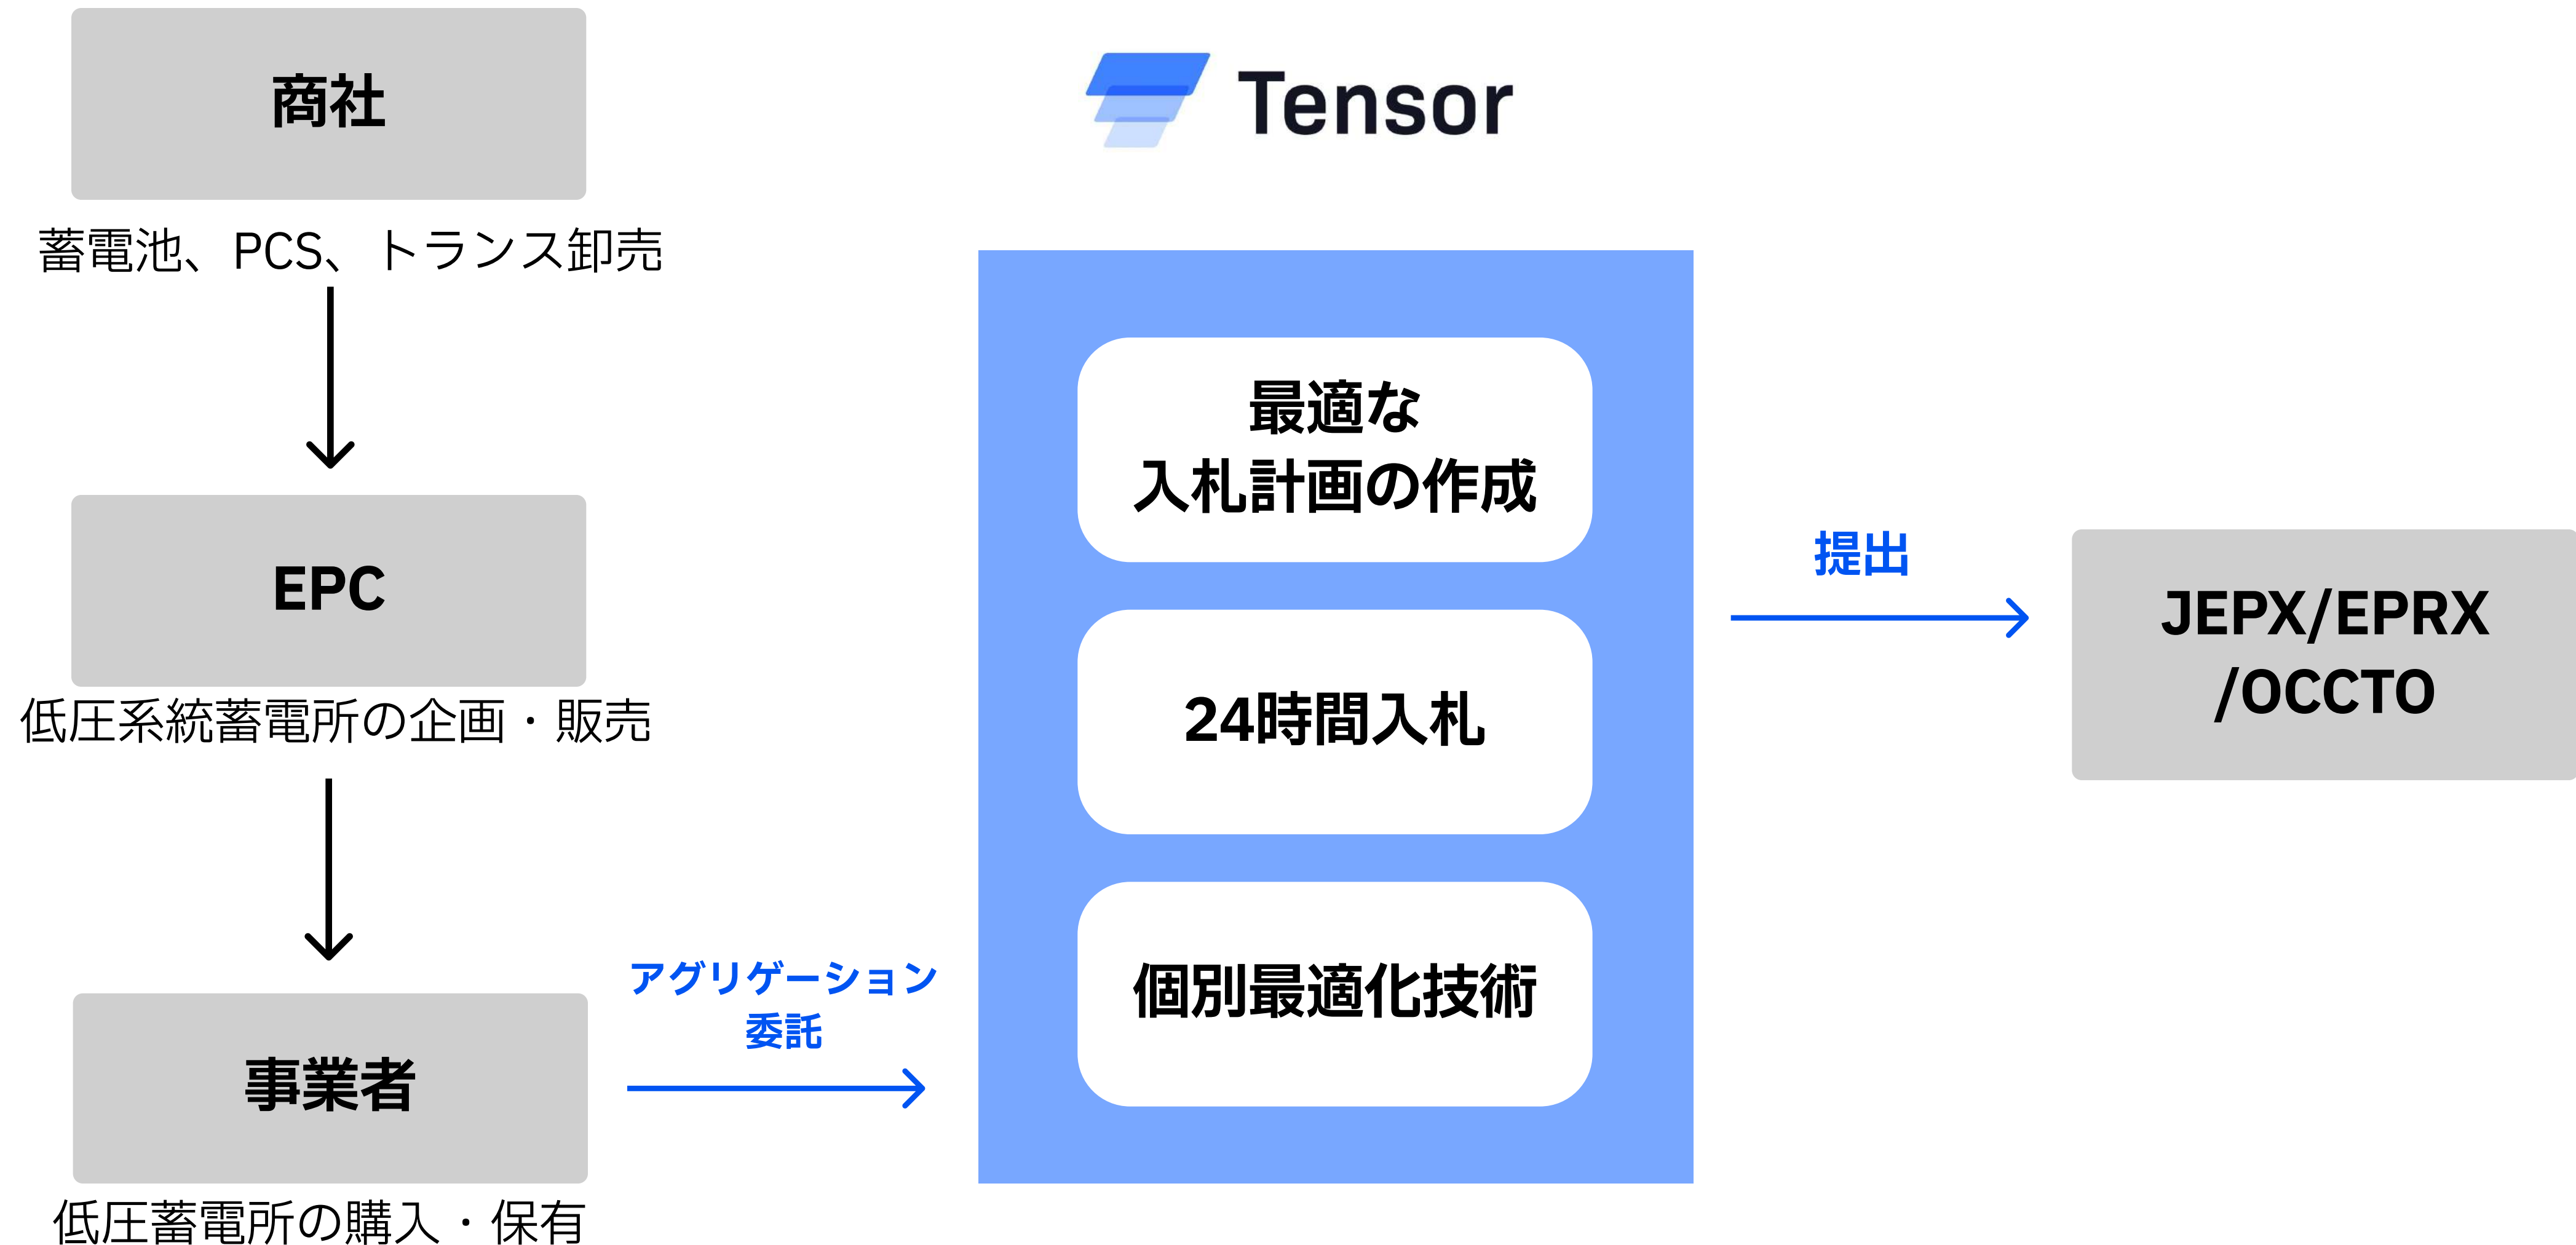 商社
蓄電池、PCS、トランス卸売
EPC
低圧系統蓄電所の企画・販売
事業者
低圧蓄電所の購入・保有
アグリゲーション
委託
Tensor
最適な
入札計画の作成
24時間入札
個別最適化技術
提出
JEPX/EPRX
/OCCTO